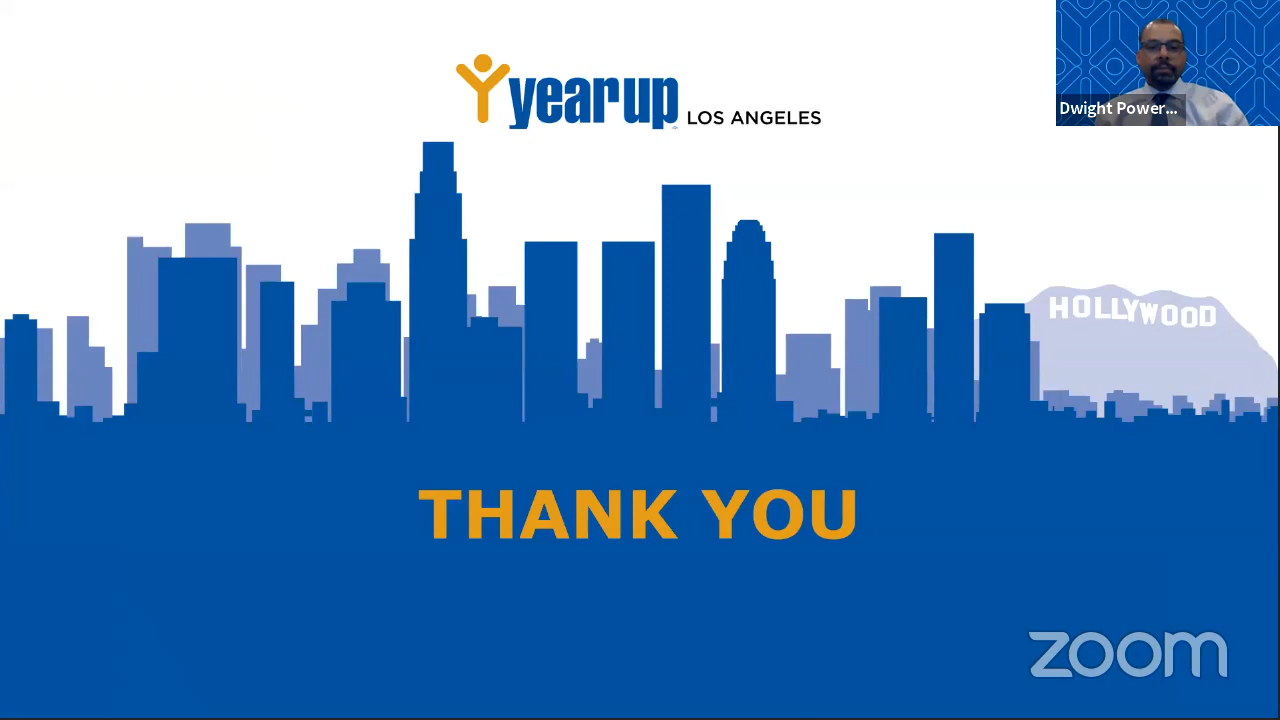 yearup LOS ANGELES
Dwight Power...
HOLLYWOOD
THANK YOU
zoom